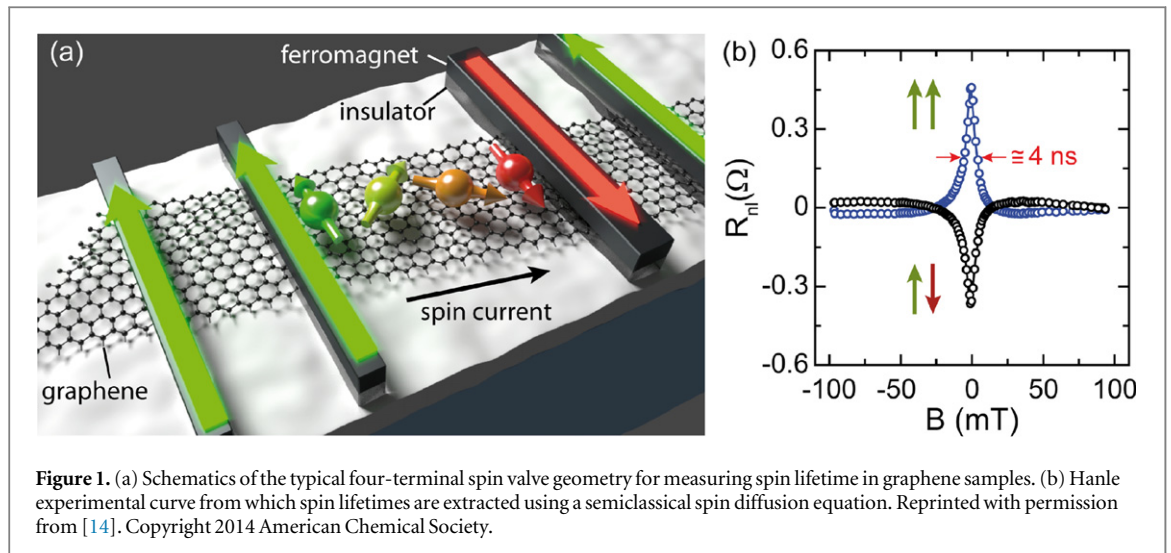 (a)
ferromagnet
insulator
spin current
graphene
(b)
0.6
0.3
0
-0.3
-0.6
Rnl(Ω)
≅4 ns
-100 -50 0 50 100
B (mT)
Figure 1. (a) Schematics of the typical four-terminal spin valve geometry for measuring spin lifetime in graphene samples. (b) Hanle
experimental curve from which spin lifetimes are extracted using a semiclassical spin diffusion equation. Reprinted with permission
from [14]. Copyright 2014 American Chemical Society.